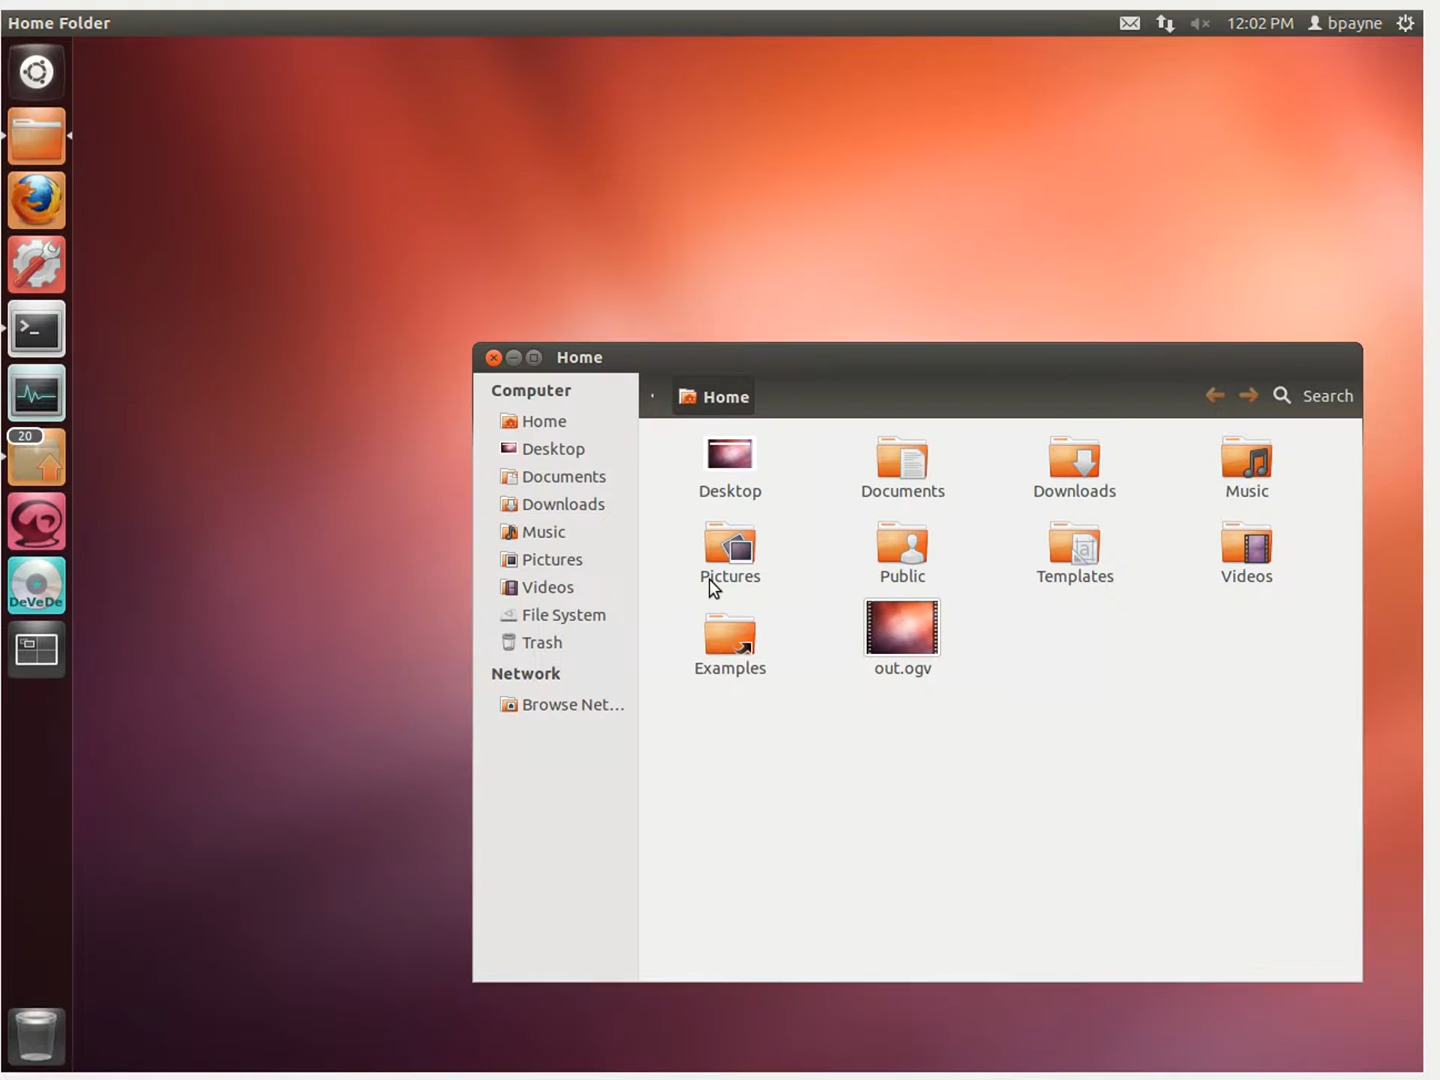 Home Folder
12:02 PM bpayne
20
DeVeDe
Home
Computer
Home
Desktop
Documents
Downloads
Music
Pictures
Videos
File System
Trash
Network
Browse Net...
Home
Search
Desktop Documents Downloads Music
Pictures Public Templates Videos
Examples out.ogv